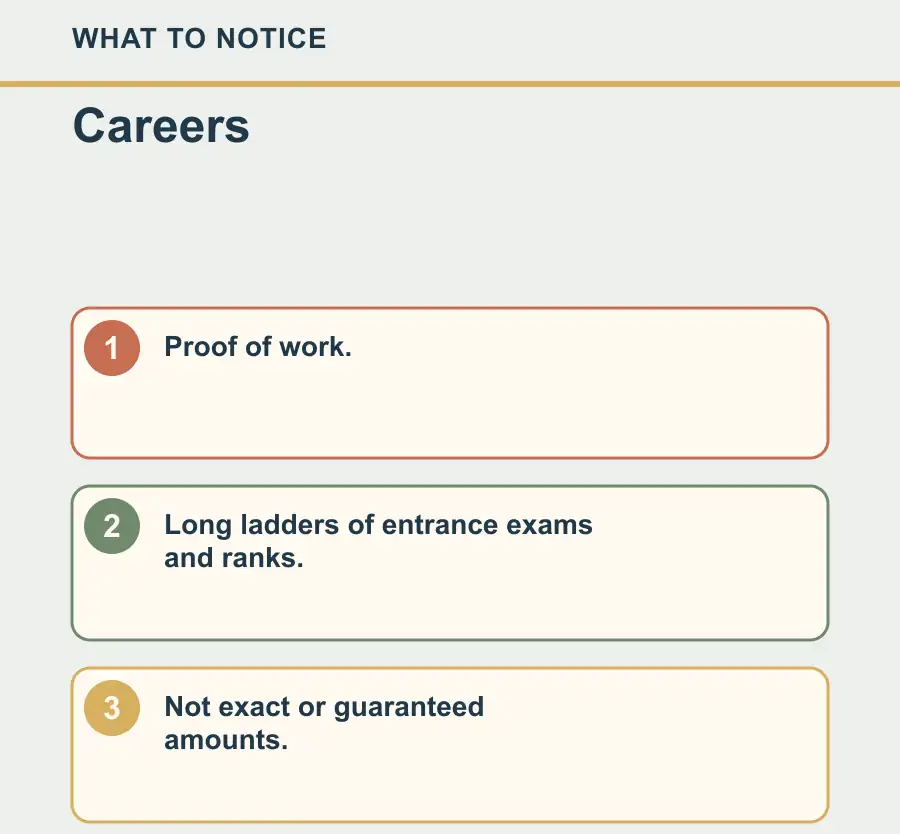 WHAT TO NOTICE
Careers
1 Proof of work.
2 Long ladders of entrance exams
and ranks.
3 Not exact or guaranteed
amounts.